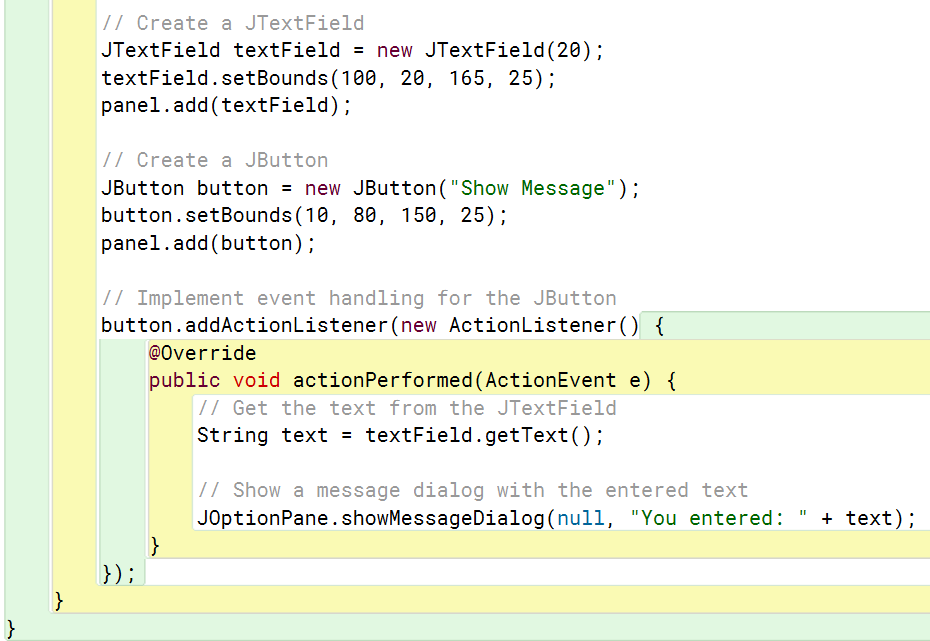 // Create a JTextField
JTextField textField = new JTextField(20);
textField.setBounds(100, 20, 165, 25);
panel.add(textField);

// Create a JButton
JButton button = new JButton("Show Message");
button.setBounds(10, 80, 150, 25);
panel.add(button);

// Implement event handling for the JButton
button.addActionListener(new ActionListener() {
    @Override
    public void actionPerformed(ActionEvent e) {
        // Get the text from the JTextField
        String text = textField.getText();

        // Show a message dialog with the entered text
        JOptionPane.showMessageDialog(null, "You entered: " + text);
    }
});
}
}